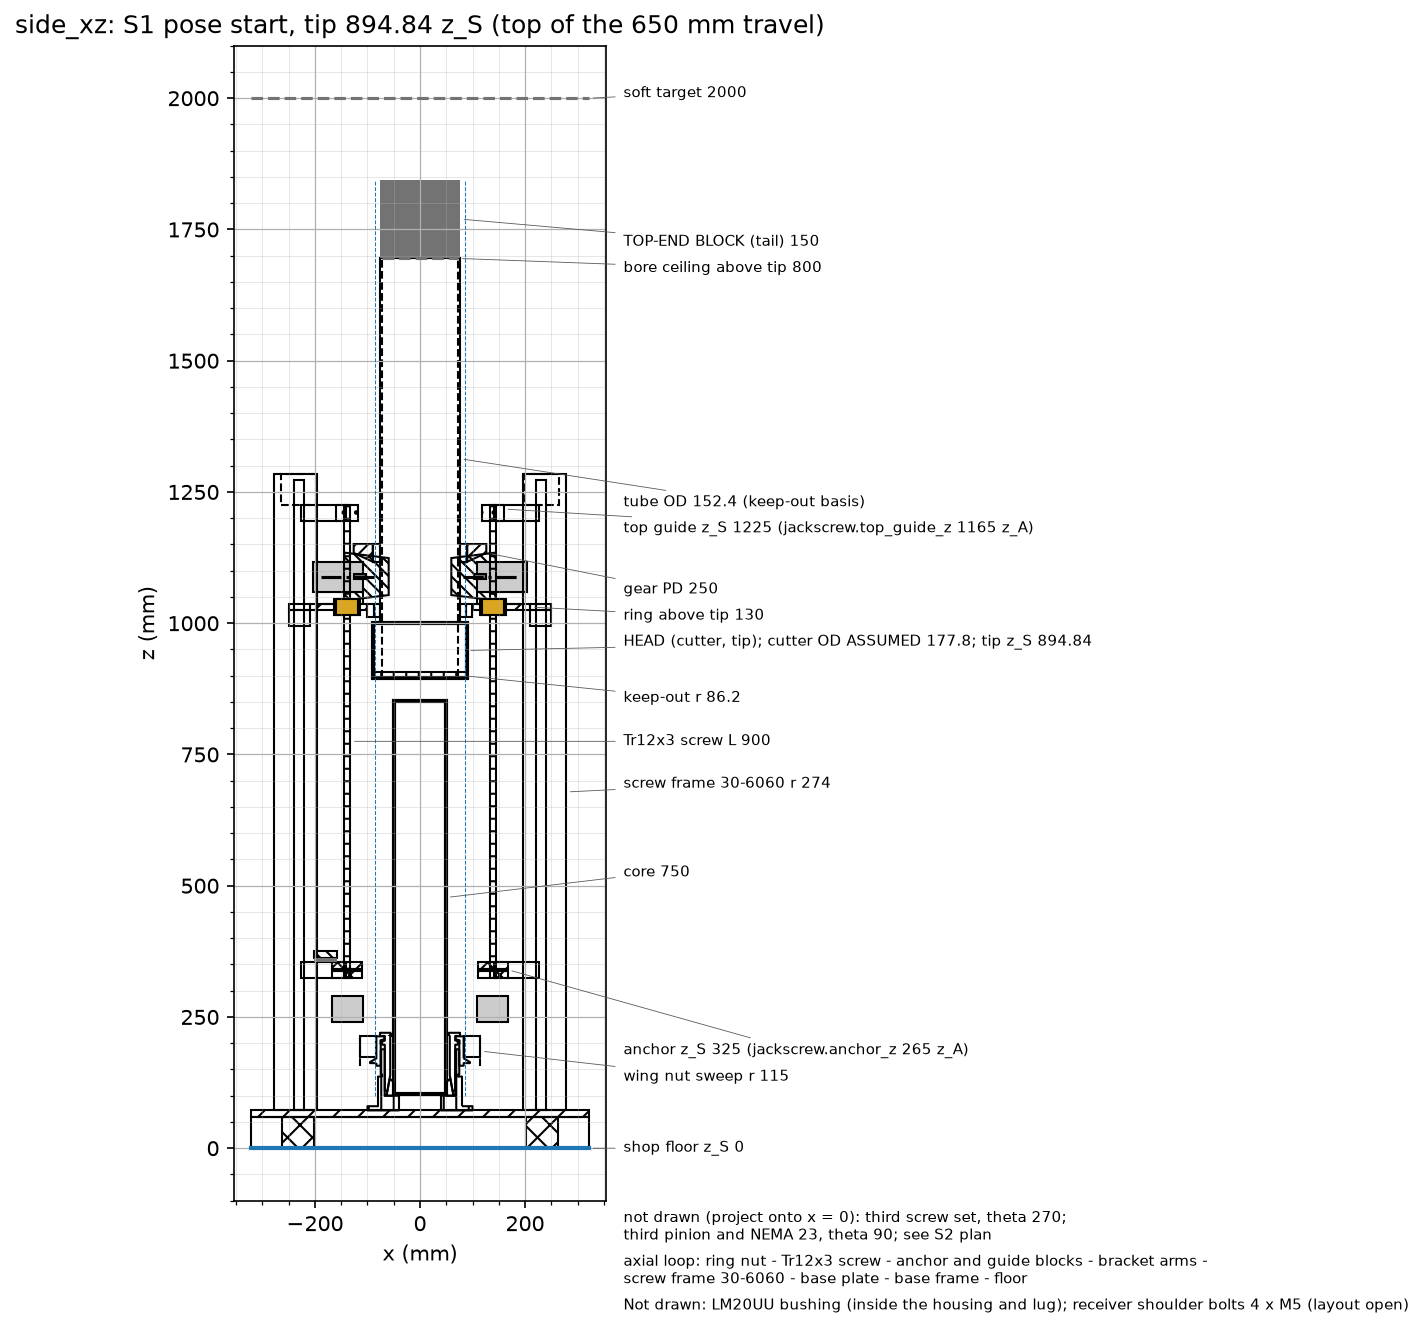 side_xz: S1 pose start, tip 894.84 z_S (top of the 650 mm travel)
2000
1750
1500
1250
1000
750
500
250
0
z (mm)
−200
0
200
x (mm)
soft target 2000
TOP-END BLOCK (tail) 150
bore ceiling above tip 800
tube OD 152.4 (keep-out basis)
top guide z_S 1225 (jackscrew.top_guide_z 1165 z_A)
gear PD 250
ring above tip 130
HEAD (cutter, tip); cutter OD ASSUMED 177.8; tip z_S 894.84
keep-out r 86.2
Tr12x3 screw L 900
screw frame 30-6060 r 274
core 750
anchor z_S 325 (jackscrew.anchor_z 265 z_A)
wing nut sweep r 115
shop floor z_S 0
not drawn (project onto x = 0): third screw set, theta 270;
third pinion and NEMA 23, theta 90; see S2 plan
axial loop: ring nut - Tr12x3 screw - anchor and guide blocks - bracket arms -
screw frame 30-6060 - base plate - base frame - floor
Not drawn: LM20UU bushing (inside the housing and lug); receiver shoulder bolts 4 x M5 (layout open)